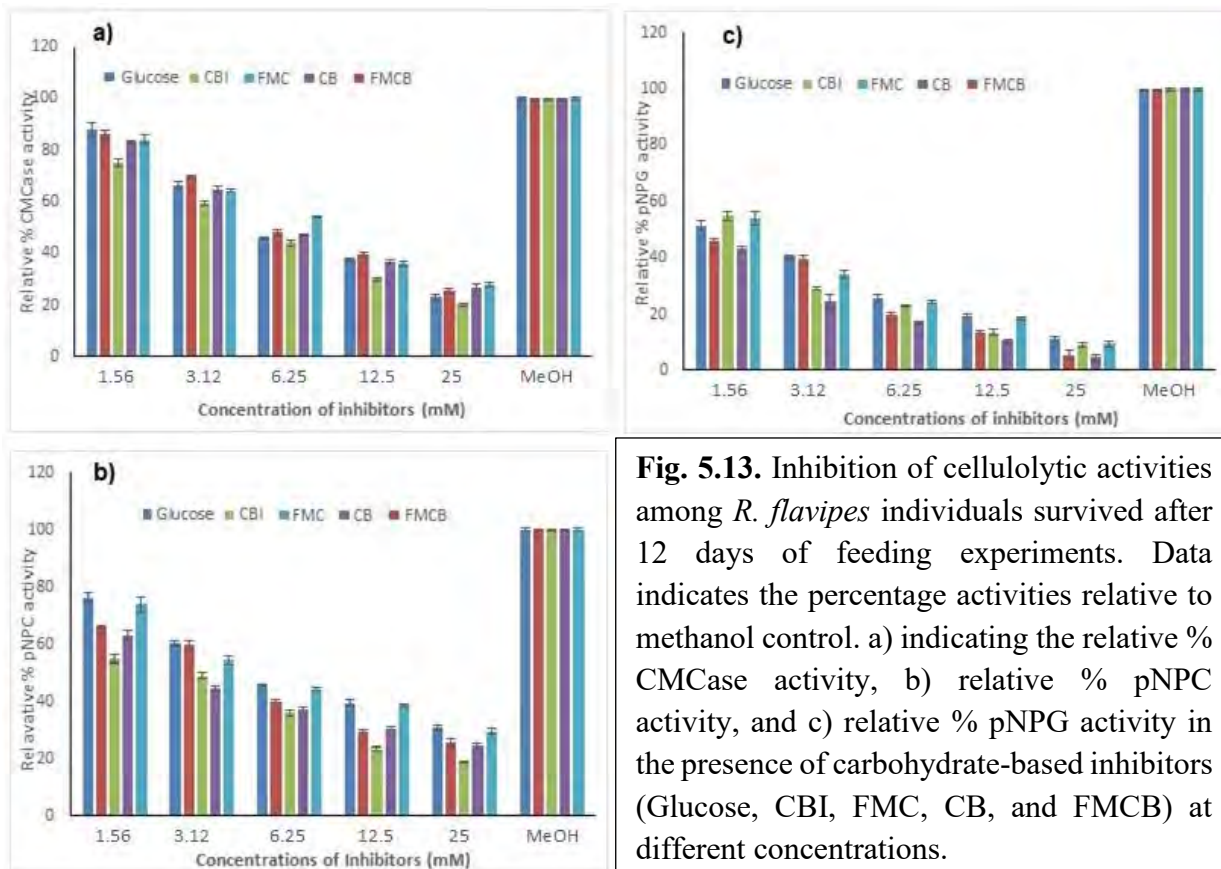 a)
120
100
80
60
40
20
0
Relative % CMCase activity
Glucose CBI FMC CB FMCB
1.56 3.12 6.25 12.5 25 MeOH
Concentration of inhibitors (mM)
c)
120
100
80
60
40
20
0
Relative % pNPG activity
Glucose CBI FMC CB FMCB
1.56 3.12 6.25 12.5 25 MeOH
Concentrations of inhibitors (mM)
b)
120
100
80
60
40
20
0
Relavative % pNPC activity
Glucose CBI FMC CB FMCB
1.56 3.12 6.25 12.5 25 MeOH
Concentrations of Inhibitors (mM)
Fig. 5.13. Inhibition of cellulolytic activities
among R. flavipes individuals survived after
12 days of feeding experiments. Data
indicates the percentage activities relative to
methanol control. a) indicating the relative %
CMCase activity, b) relative % pNPC
activity, and c) relative % pNPG activity in
the presence of carbohydrate-based inhibitors
(Glucose, CBI, FMC, CB, and FMCB) at
different concentrations.